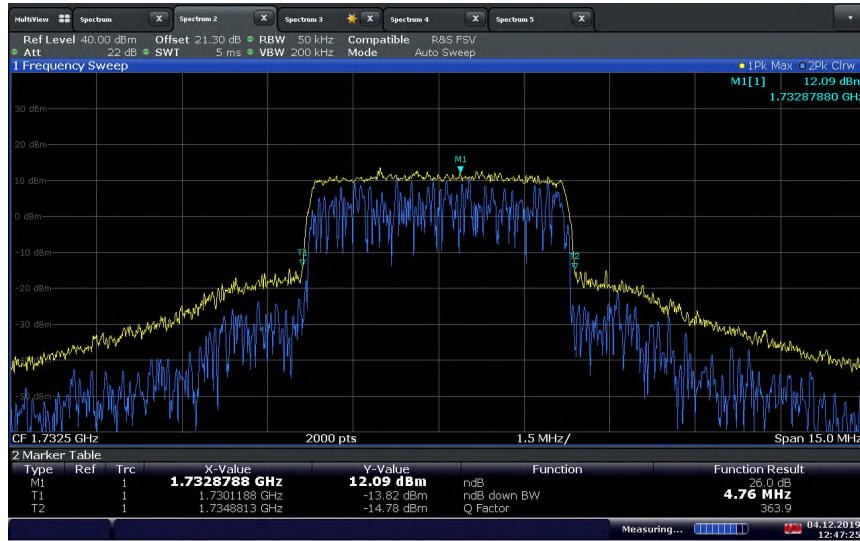 MultiView Spectrum X Spectrum 2 X Spectrum 3 X Spectrum 4 X Spectrum 5 X
Ref Level 40.00 dBm Offset 21.30 dB RBW 50 kHz Compatible R&S FSV
Att 22 dB SWT 5 ms VBW 200 kHz Mode Auto Sweep
1 Frequency Sweep 1Pk Max 2Pk Clrw
M1[1] 12.09 dBm
1.73287880 GHz
30 dBm
20 dBm
M1
10 dBm
0 dBm
-10 dBm
T1 T2
-20 dBm
-30 dBm
-50 dBm
CF 1.7325 GHz 2000 pts 1.5 MHz/ Span 15.0 MHz
2 Marker Table
Type Ref Trc X-Value Y-Value Function Function Result
M1 1 1.7328788 GHz 12.09 dBm ndB 26.0 dB
T1 1 1.7301188 GHz -13.82 dBm ndB down BW 4.76 MHz
T2 1 1.7348813 GHz -14.78 dBm Q Factor 363.9
Measuring... 04.12.2019
12:47:25